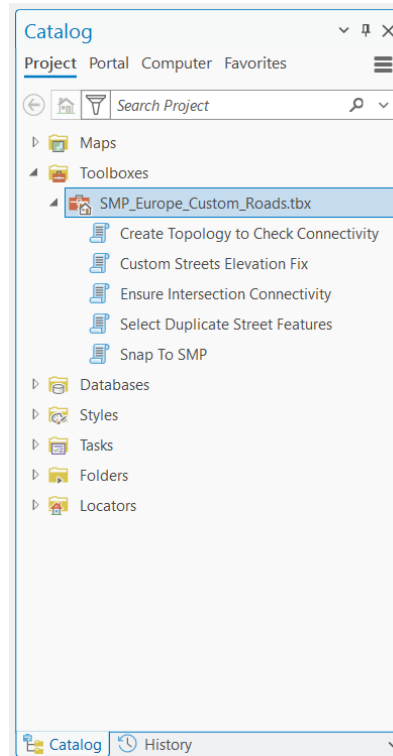 Catalog
Project Portal Computer Favorites
Search Project
Maps
Toolboxes
SMP_Europe_Custom_Roads.tbx
Create Topology to Check Connectivity
Custom Streets Elevation Fix
Ensure Intersection Connectivity
Select Duplicate Street Features
Snap To SMP
Databases
Styles
Tasks
Folders
Locators
Catalog History